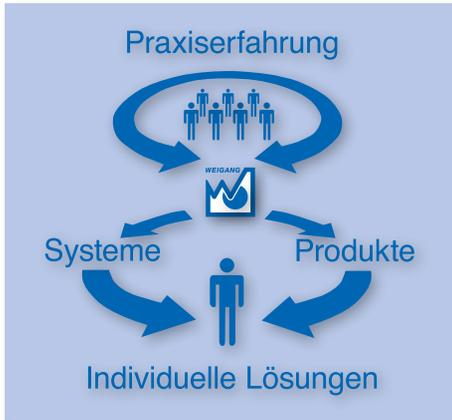 Praxiserfahrung
WEIGANG
Systeme
Produkte
Individuelle Lösungen